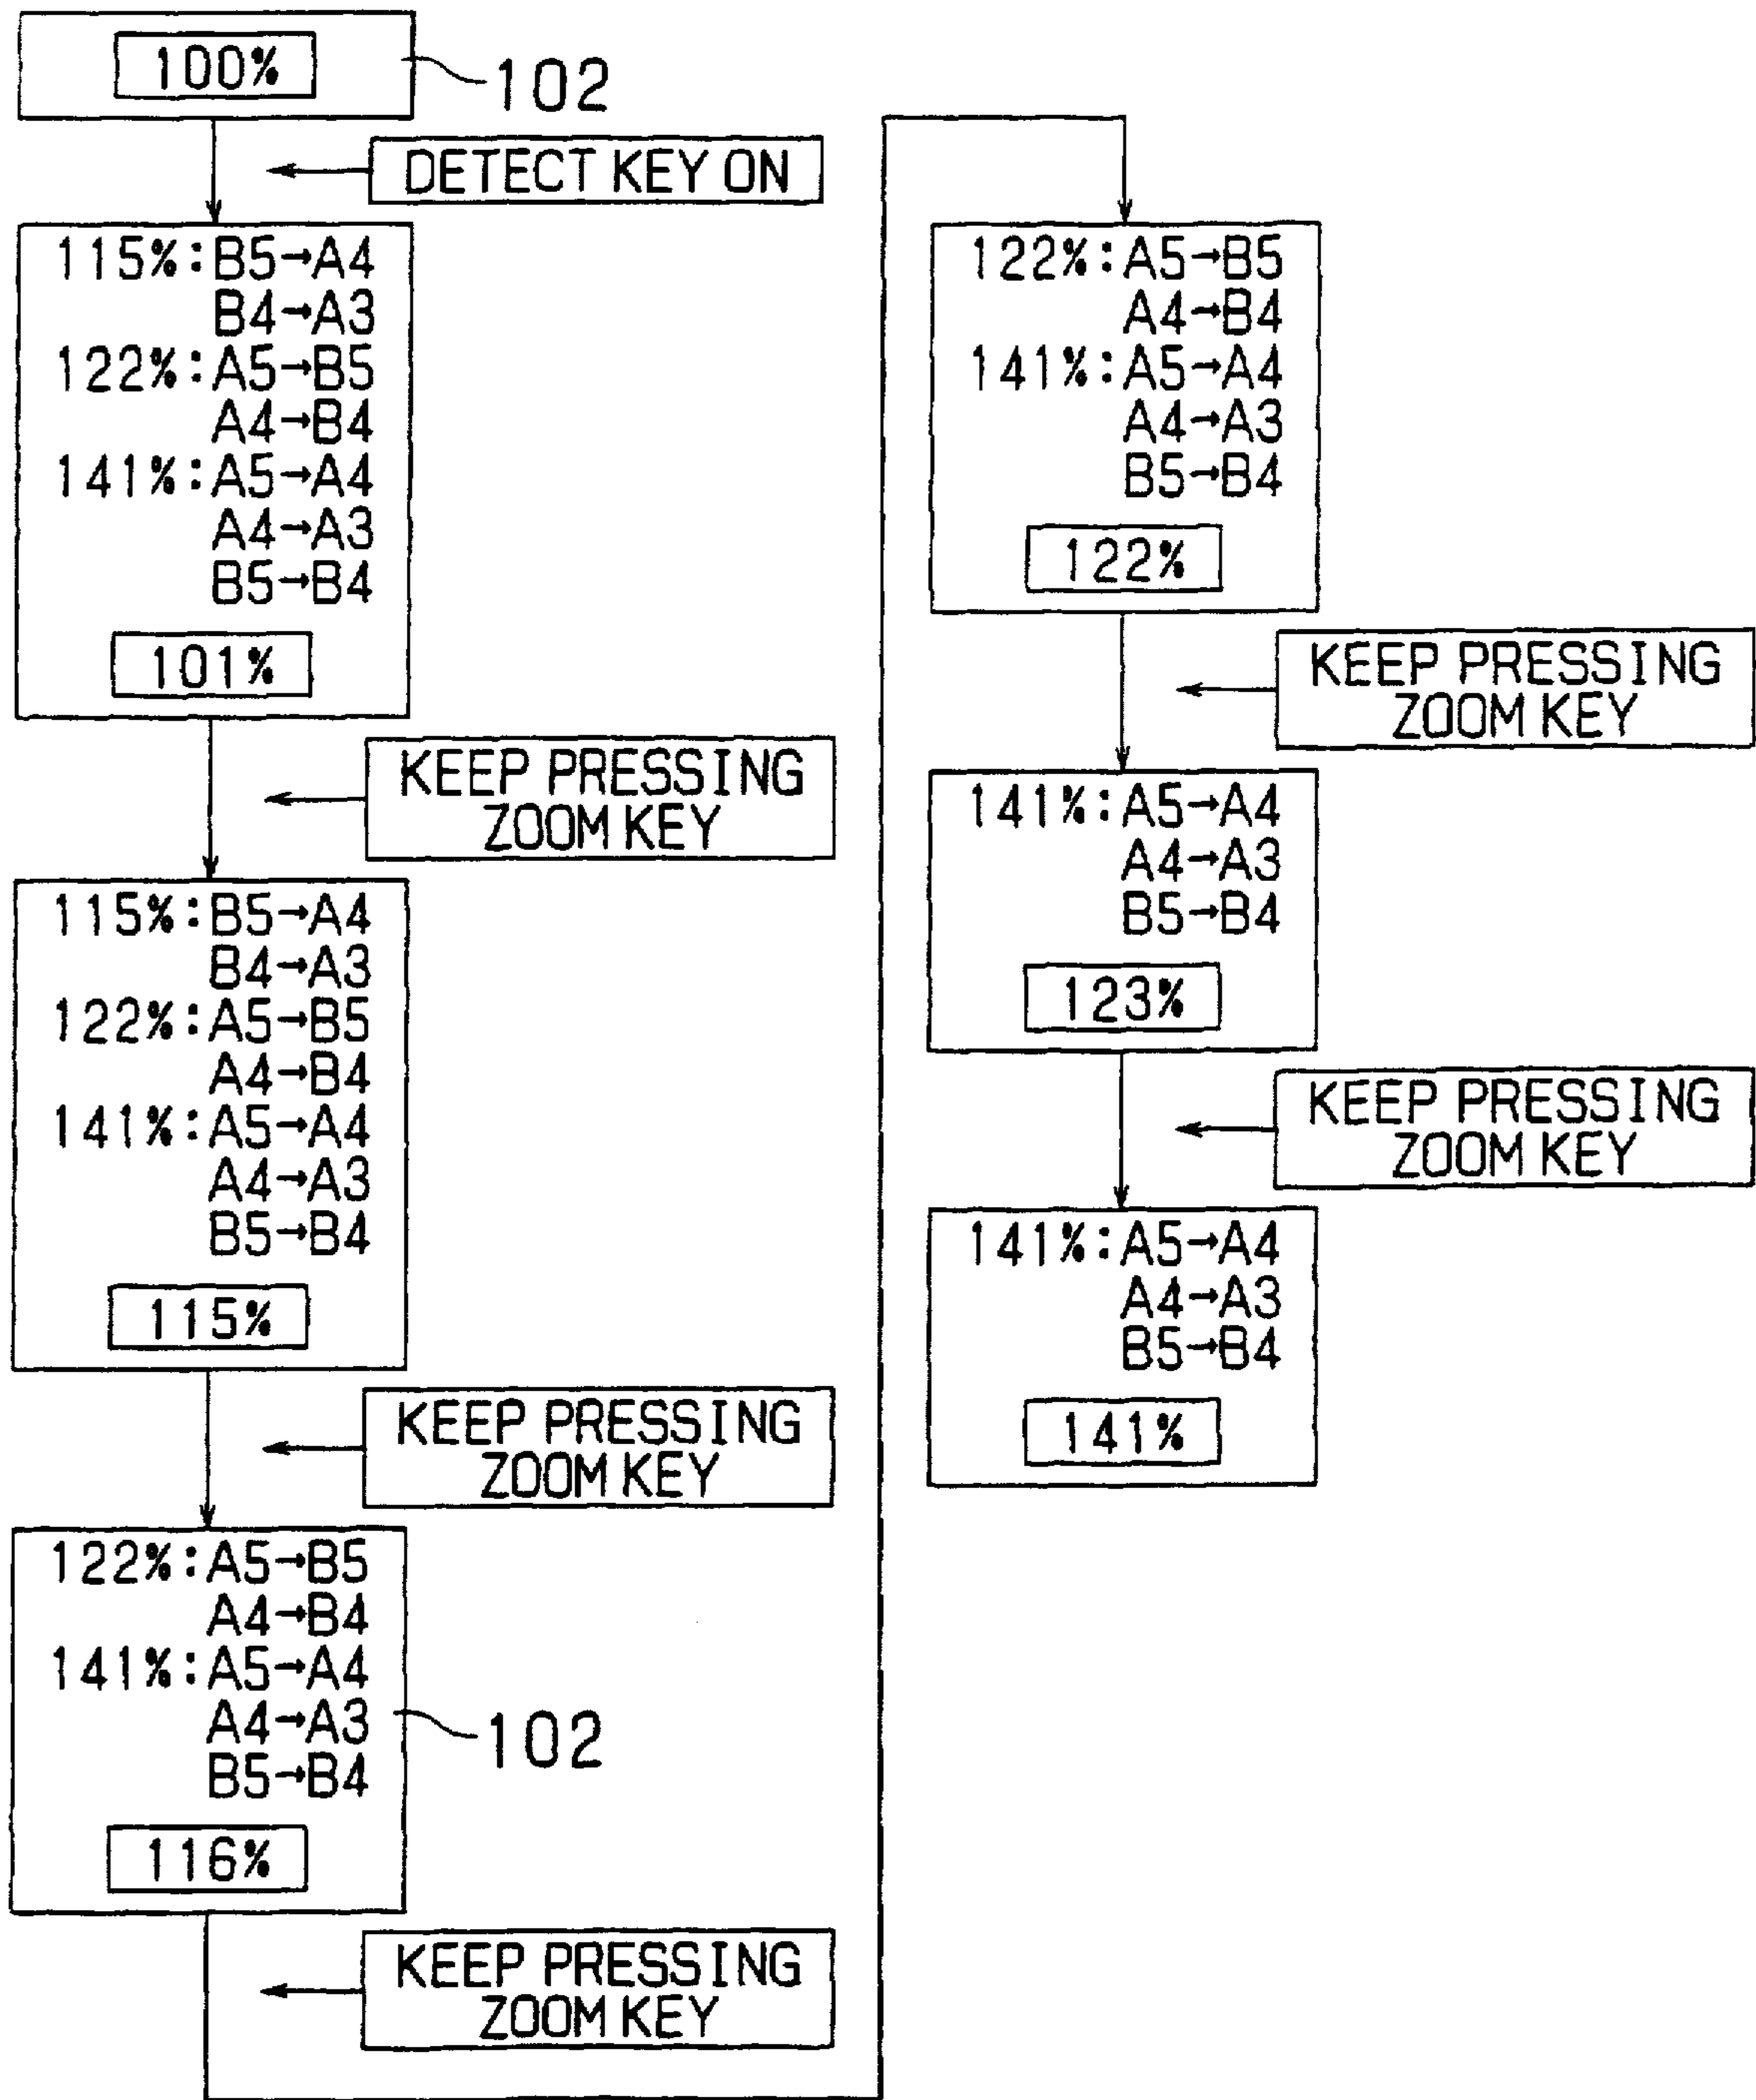 100%
102
DETECT KEY ON
115%:B5→A4
B4→A3
122%:A5→B5
A4→B4
141%:A5→A4
A4→A3
B5→B4
101%
KEEP PRESSING
ZOOM KEY
115%:B5→A4
B4→A3
122%:A5→B5
A4→B4
141%:A5→A4
A4→A3
B5→B4
115%
KEEP PRESSING
ZOOM KEY
122%:A5→B5
A4→B4
141%:A5→A4
A4→A3
B5→B4
102
116%
KEEP PRESSING
ZOOM KEY
122%:A5→B5
A4→B4
141%:A5→A4
A4→A3
B5→B4
122%
KEEP PRESSING
ZOOM KEY
141%:A5→A4
A4→A3
B5→B4
123%
KEEP PRESSING
ZOOM KEY
141%:A5→A4
A4→A3
B5→B4
141%